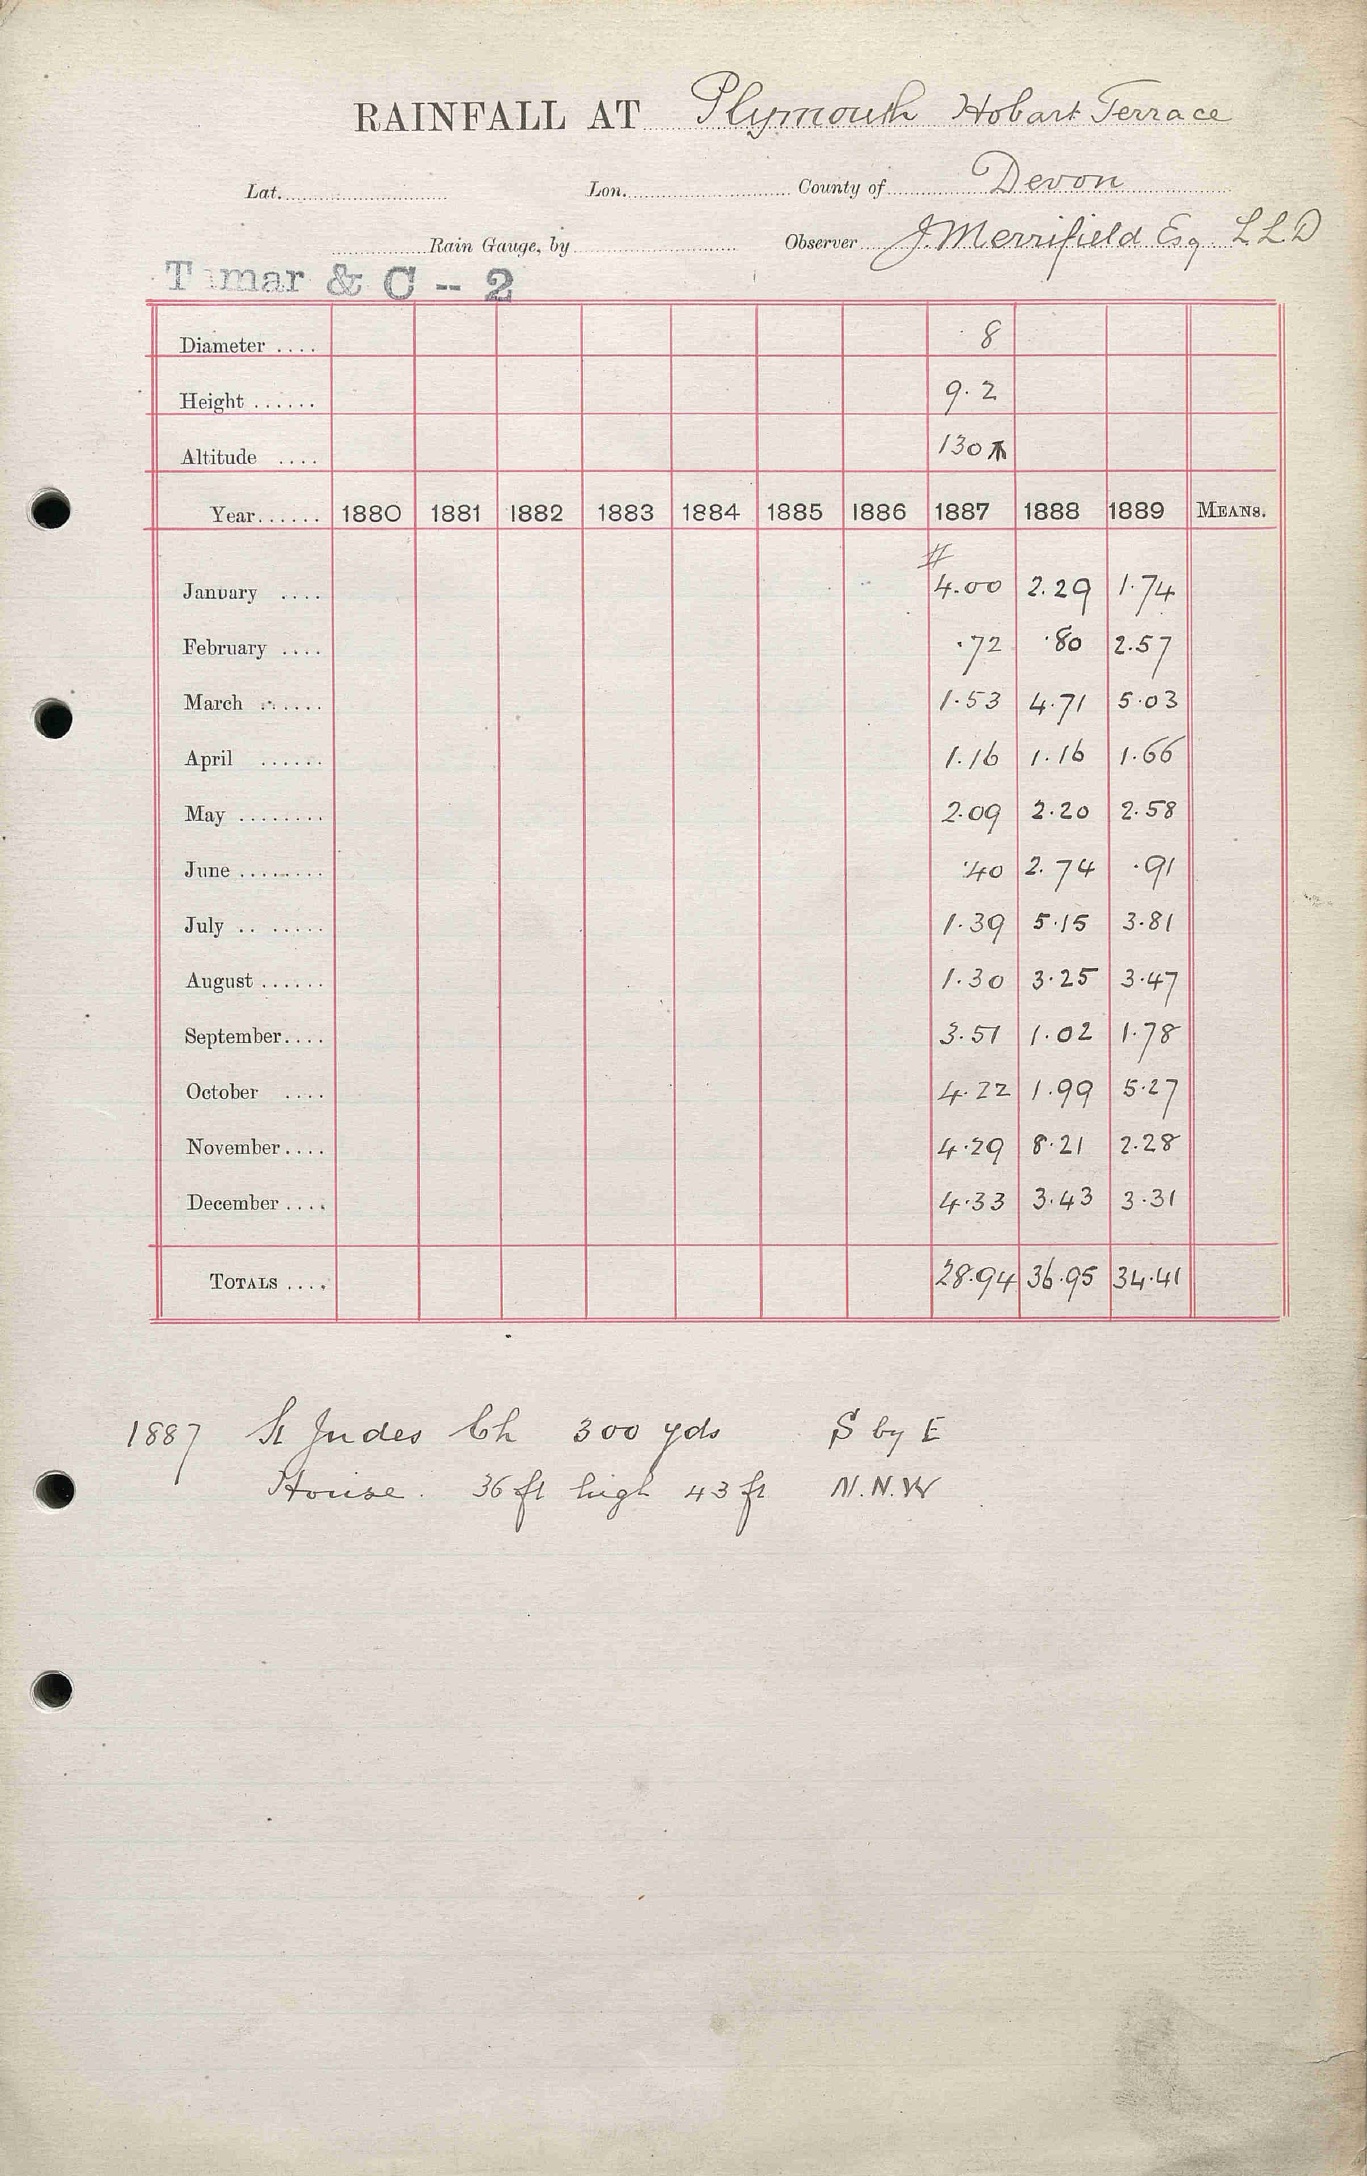 RAINFALL AT Plymouth Hobart Terrace
Lat. Lon. County of Devon
Rain Gauge, by Observer J. Merrifield Esq LLD
Tamar & C -- 2
Diameter .... 8
Height ...... 9.2
Altitude .... 130
Year...... 1880 1881 1882 1883 1884 1885 1886 1887 1888 1889 MEANS.
January .... 4.00 2.29 1.74
February .... .72 .80 2.57
March ...... 1.53 4.71 5.03
April ...... 1.16 1.16 1.66
May ........ 2.09 2.20 2.58
June ........ .40 2.74 .91
July ....... 1.39 5.15 3.81
August ...... 1.30 3.25 3.47
September.... 3.51 1.02 1.78
October .... 4.22 1.99 5.27
November.... 4.29 8.21 2.28
December .... 4.33 3.43 3.31
TOTALS .... 28.94 36.95 34.41
1887 St Judes Ch 300 yds S by E
House. 36 ft high 43 ft N.N.W